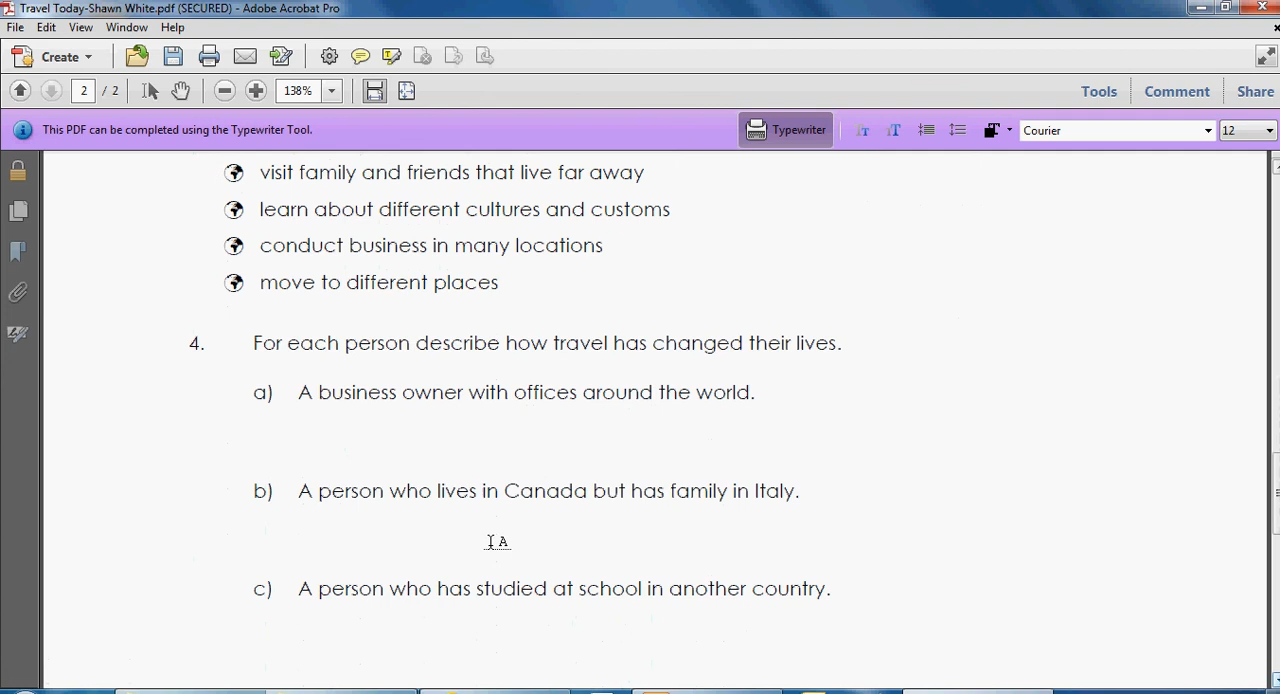 Travel Today-Shawn White.pdf (SECURED) - Adobe Acrobat Pro
File Edit View Window Help
Create
2 / 2 138% Tools Comment Share
This PDF can be completed using the Typewriter Tool. Typewriter Courier 12
visit family and friends that live far away
learn about different cultures and customs
conduct business in many locations
move to different places
4. For each person describe how travel has changed their lives.
a) A business owner with offices around the world.
b) A person who lives in Canada but has family in Italy.
c) A person who has studied at school in another country.